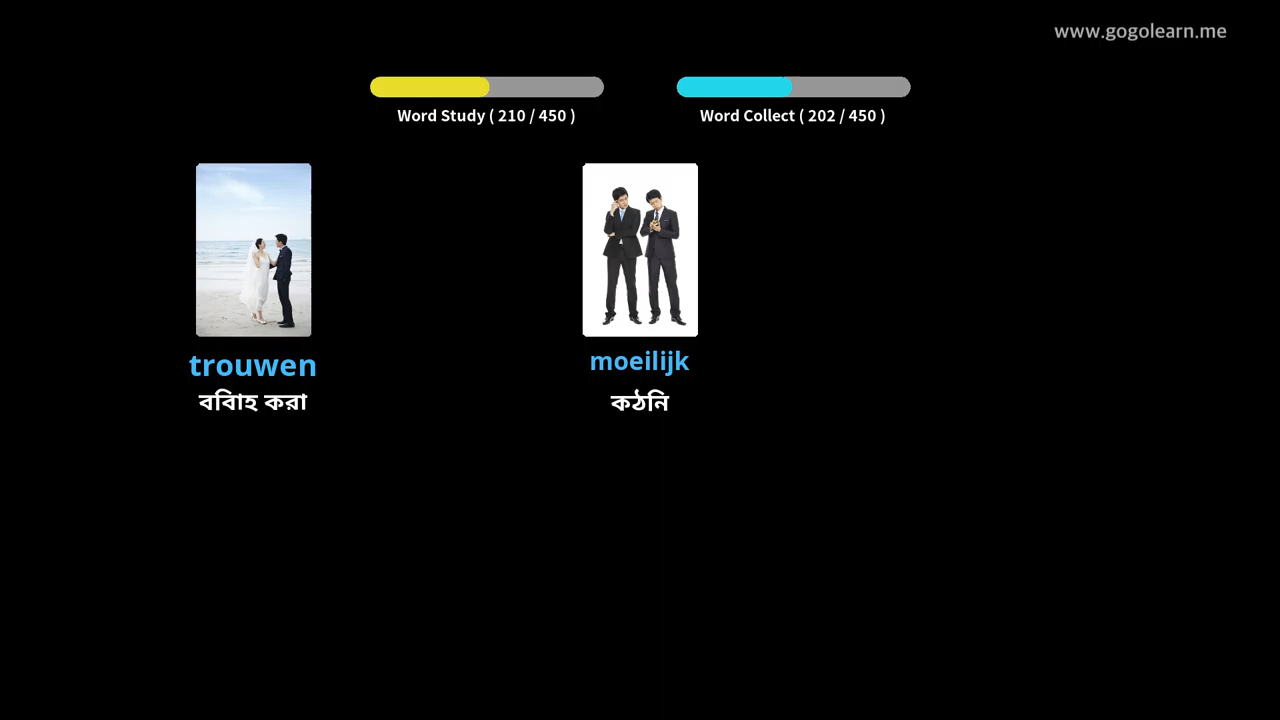 www.gogolearn.me
Word Study ( 210 / 450 )
Word Collect ( 202 / 450 )
trouwen
moeilijk
ববিাহ করা
কঠনি